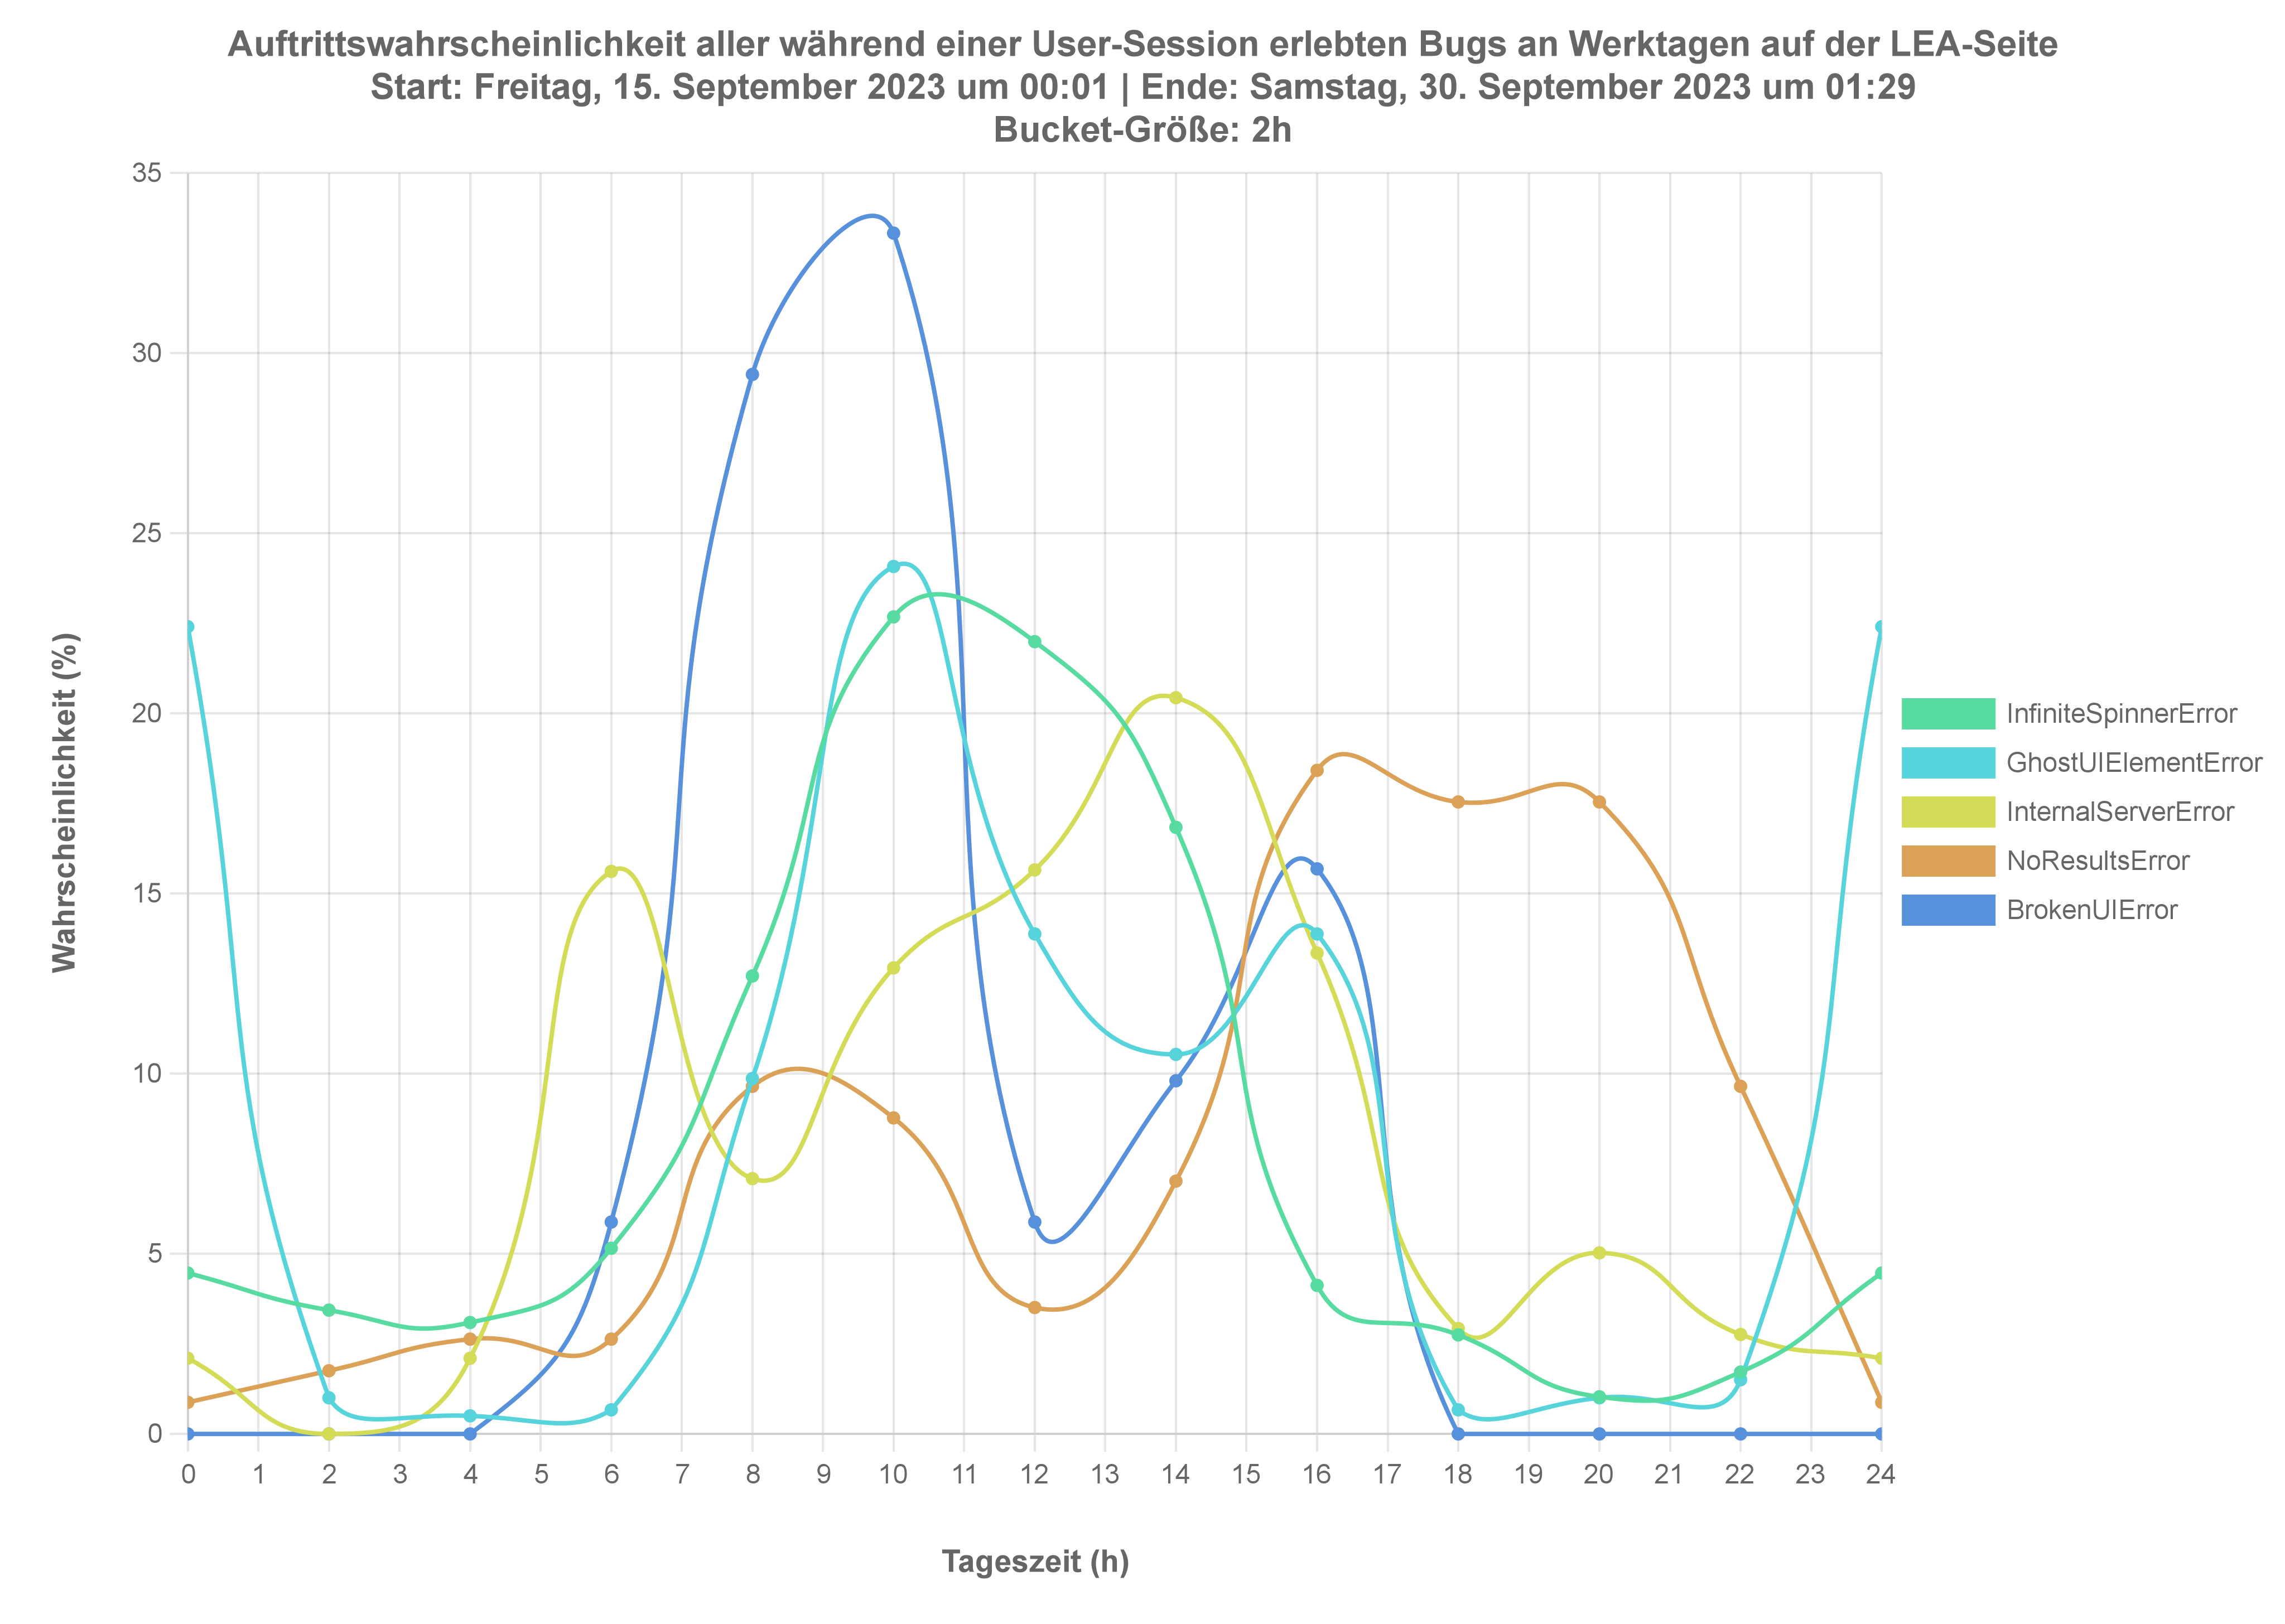 Auftrittswahrscheinlichkeit aller während einer User-Session erlebten Bugs an Werktagen auf der LEA-Seite
Start: Freitag, 15. September 2023 um 00:01 | Ende: Samstag, 30. September 2023 um 01:29
Bucket-Größe: 2h
Wahrscheinlichkeit (%)
35
30
25
20
15
10
5
0
0 1 2 3 4 5 6 7 8 9 10 11 12 13 14 15 16 17 18 19 20 21 22 23 24
Tageszeit (h)
InfiniteSpinnerError
GhostUIElementError
InternalServerError
NoResultsError
BrokenUIError